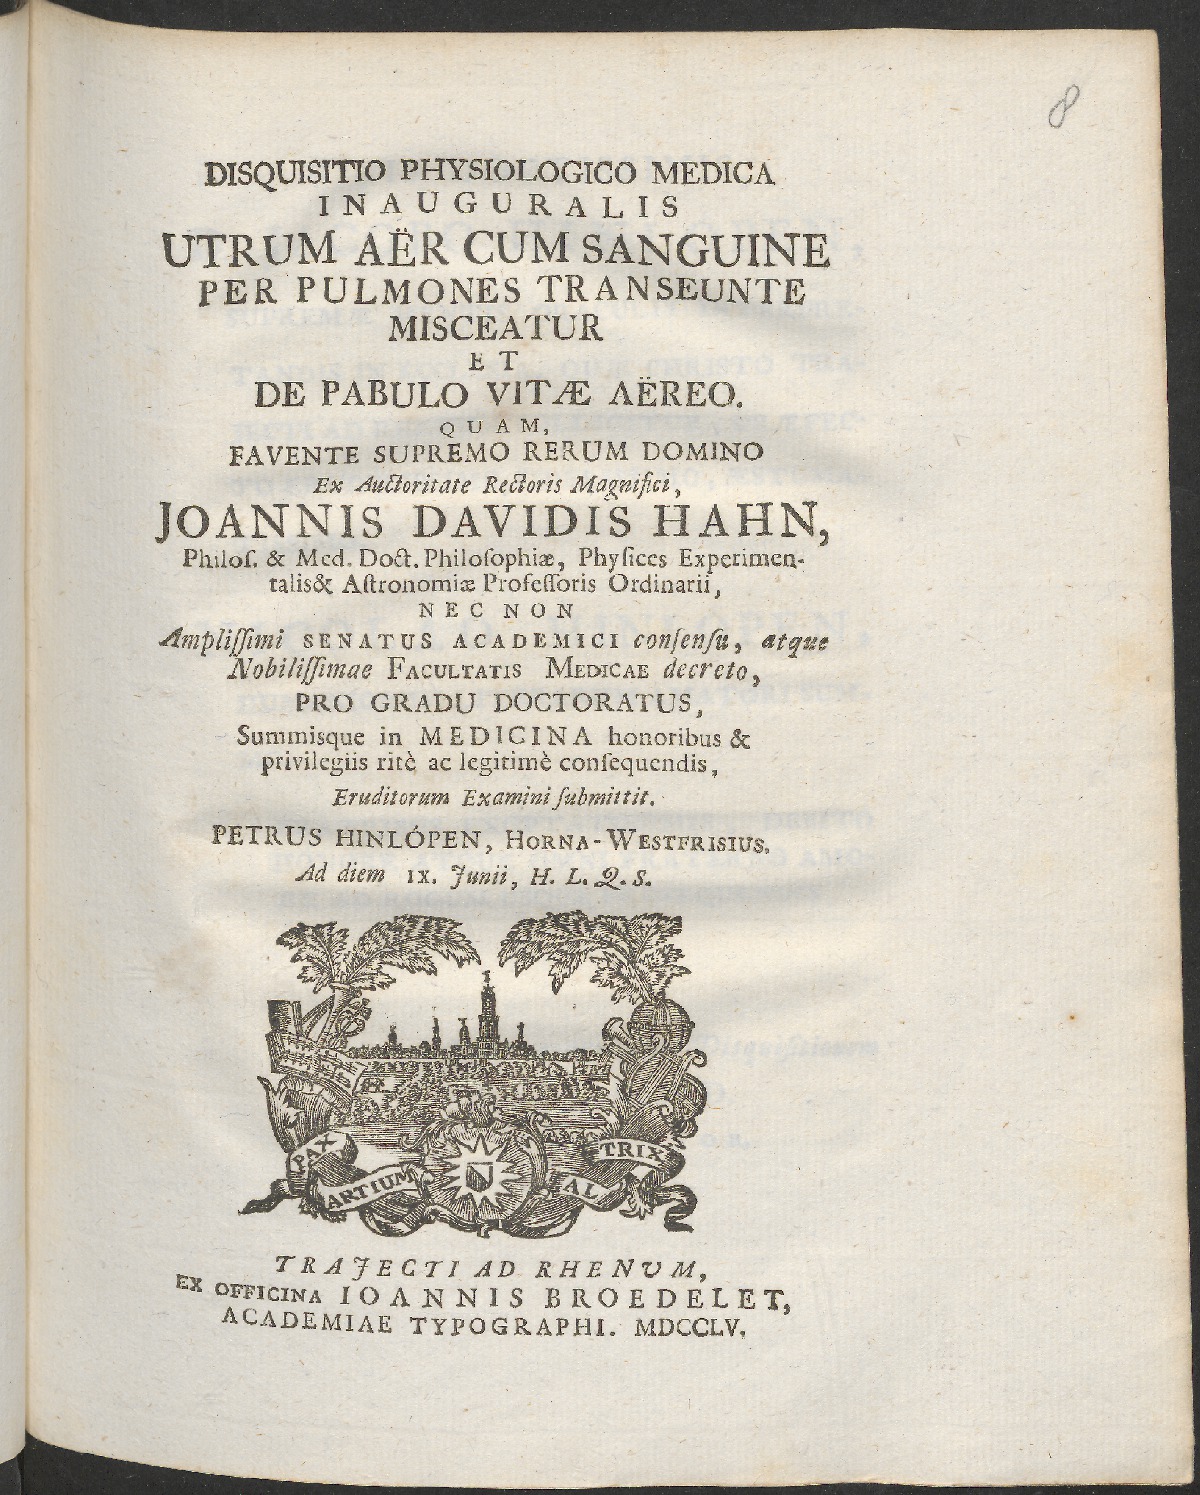 8
DISQUISITIO PHYSIOLOGICO MEDICA
INAUGURALIS
UTRUM AËR CUM SANGUINE
PER PULMONES TRANSEUNTE
MISCEATUR
ET
DE PABULO VITÆ AËREO.
QUAM,
FAVENTE SUPREMO RERUM DOMINO
Ex Auctoritate Rectoris Magnifici,
JOANNIS DAVIDIS HAHN,
Philoſ. & Med. Doct. Philoſophiæ, Phyſices Experimen-
talis& Aſtronomiæ Profeſſoris Ordinarii,
NEC NON
Ampliſſimi SENATUS ACADEMICI conſenſu, atque
Nobiliſſimae FACULTATIS MEDICAE decreto,
PRO GRADU DOCTORATUS,
Summisque in MEDICINA honoribus &
privilegiis ritè ac legitimè conſequendis,
Eruditorum Examini ſubmittit.
PETRUS HINLÓPEN, HORNA-WESTFRISIUS.
Ad diem IX. Junii, H. L. Q. S.
PAX
ARTIUM
AL
TRIX
TRAJECTI AD RHENUM,
EX OFFICINA IOANNIS BROEDELET,
ACADEMIAE TYPOGRAPHI. MDCCLV.